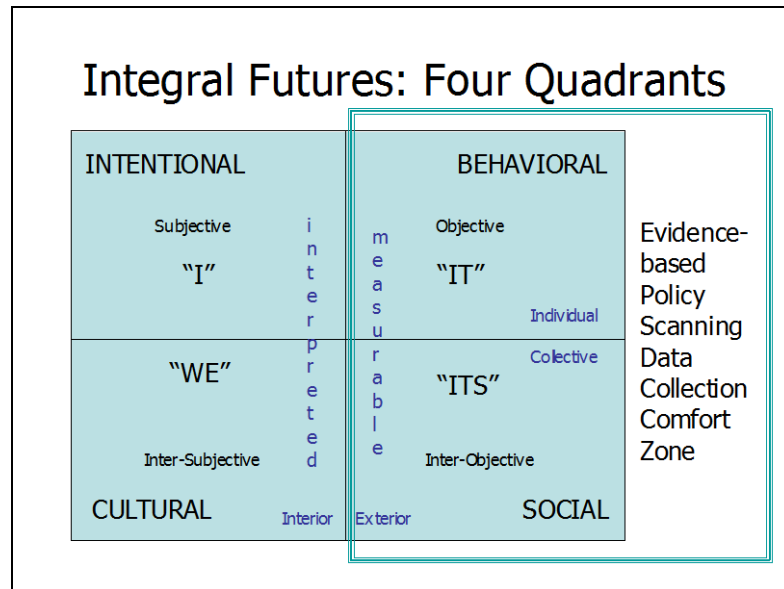 Integral Futures: Four Quadrants
INTENTIONAL
Subjective
“I”
interpreted
BEHAVIORAL
Objective
“IT”
measurable
Individual
Colective
“WE”
Inter-Subjective
CULTURAL
Interior
“ITS”
Inter-Objective
Exterior
SOCIAL
Evidence-
based
Policy
Scanning
Data
Collection
Comfort
Zone